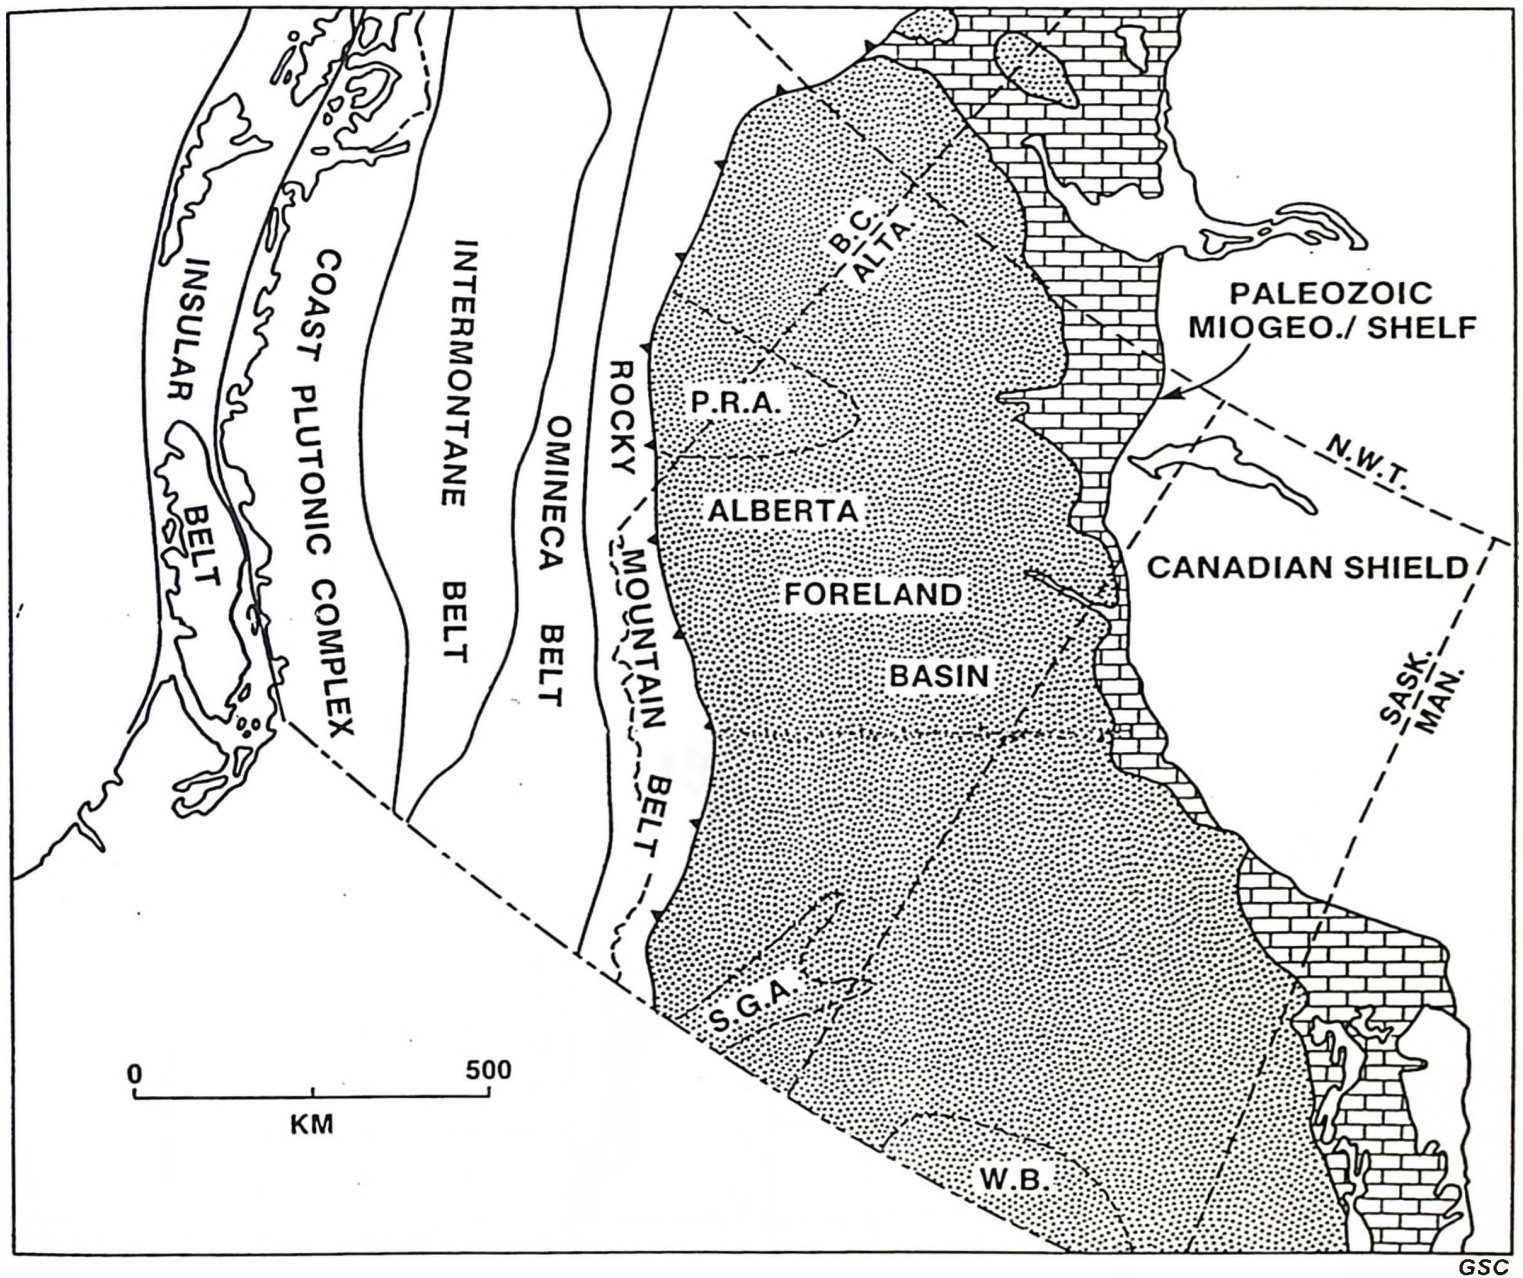 INSULAR
BELT
COAST PLUTONIC COMPLEX
INTERMONTANE BELT
OMINECA BELT
ROCKY
MOUNTAIN
BELT
B.C.
ALTA.
P.R.A.
ALBERTA
FORELAND
BASIN
PALEOZOIC
MIOGEO./ SHELF
N.W.T.
CANADIAN SHIELD
SASK.
MAN.
S.G.A.
W.B.
0 500
KM
GSC